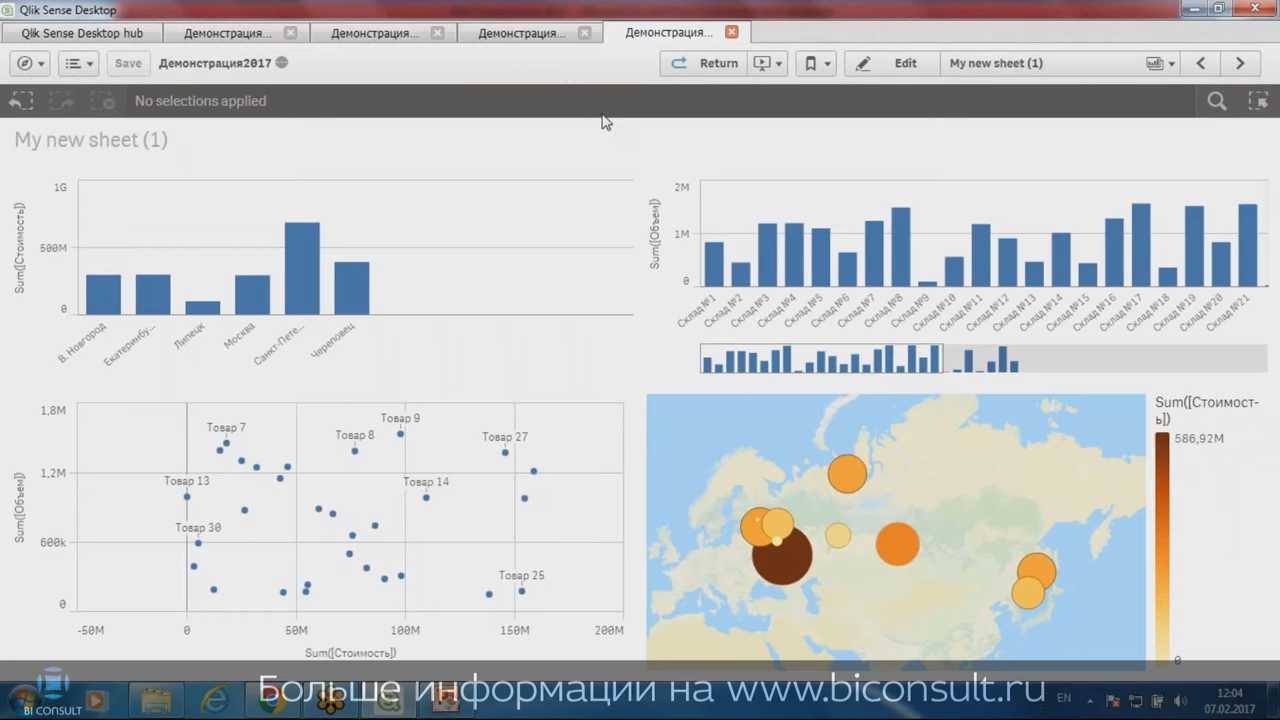 Qlik Sense Desktop
Qlik Sense Desktop hub
Демонстрация...
Демонстрация...
Демонстрация...
Демонстрация...
Save
Демонстрация2017
Return
Edit
My new sheet (1)
No selections applied
My new sheet (1)
Sum([Стоимость])
1G
500M
0
В. Новгород
Екатеринбу...
Липецк
Москва
Санкт-Пете...
Череповец
Sum([Объем])
2M
1M
0
Склад №1
Склад №2
Склад №3
Склад №4
Склад №5
Склад №6
Склад №7
Склад №8
Склад №9
Склад №10
Склад №11
Склад №12
Склад №13
Склад №14
Склад №15
Склад №16
Склад №17
Склад №18
Склад №19
Склад №20
Склад №21
Sum([Объем])
1,8M
1,2M
600k
0
Товар 9
Товар 7
Товар 8
Товар 27
Товар 13
Товар 14
Товар 30
Товар 25
-50M
0
50M
100M
150M
200M
Sum([Стоимость])
Sum([Стоимост-
ь])
586,92M
0
BI CONSULT
Больше информации на www.biconsult.ru
EN
12:04
07.02.2017